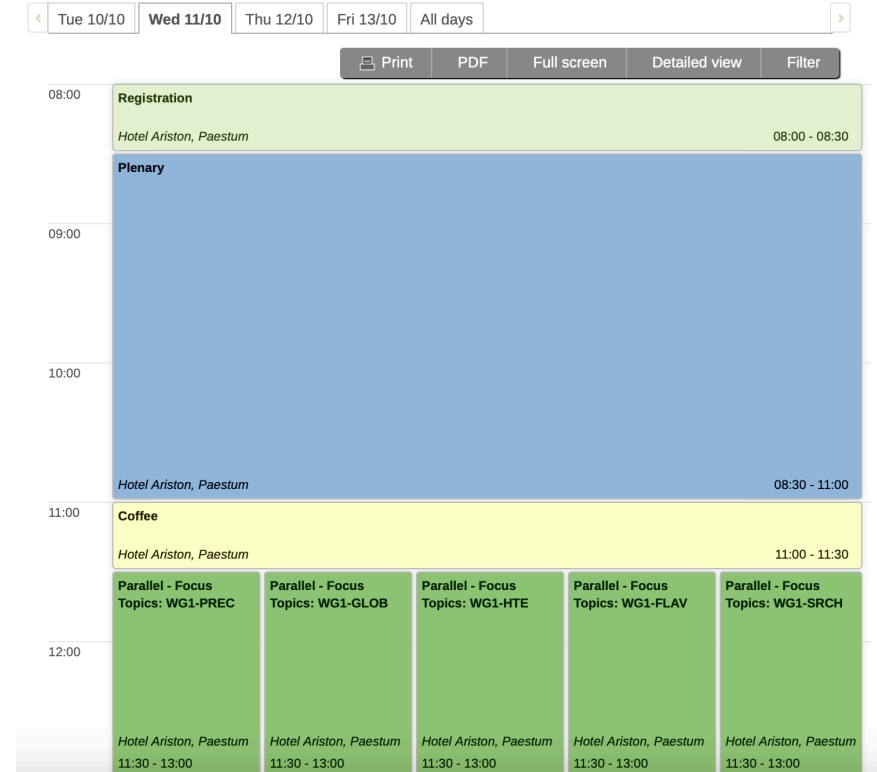 ‹ Tue 10/10 Wed 11/10 Thu 12/10 Fri 13/10 All days ›
Print PDF Full screen Detailed view Filter
08:00
Registration
Hotel Ariston, Paestum 08:00 - 08:30
Plenary
09:00
10:00
Hotel Ariston, Paestum 08:30 - 11:00
11:00
Coffee
Hotel Ariston, Paestum 11:00 - 11:30
Parallel - Focus
Topics: WG1-PREC
Parallel - Focus
Topics: WG1-GLOB
Parallel - Focus
Topics: WG1-HTE
Parallel - Focus
Topics: WG1-FLAV
Parallel - Focus
Topics: WG1-SRCH
12:00
Hotel Ariston, Paestum
11:30 - 13:00
Hotel Ariston, Paestum
11:30 - 13:00
Hotel Ariston, Paestum
11:30 - 13:00
Hotel Ariston, Paestum
11:30 - 13:00
Hotel Ariston, Paestum
11:30 - 13:00